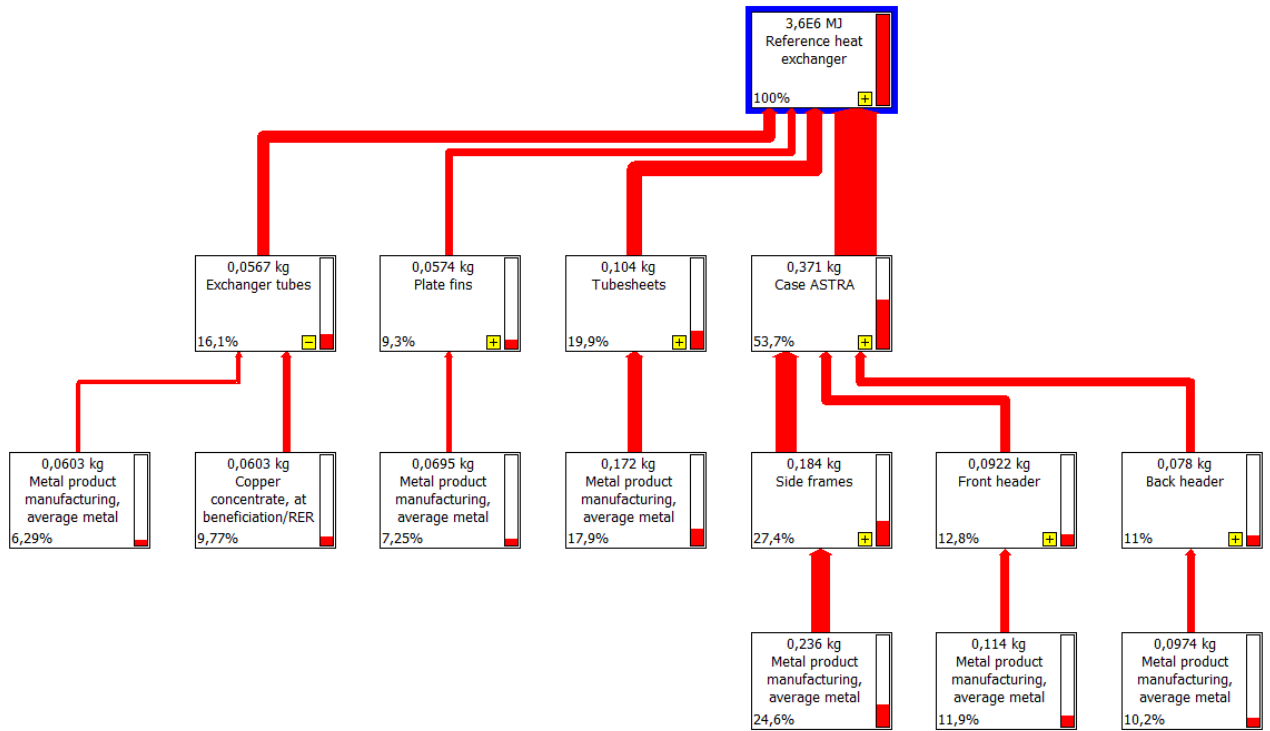 3,6E6 MJ
Reference heat
exchanger
100%
+
0,0567 kg
Exchanger tubes
16,1%
−
0,0574 kg
Plate fins
9,3%
+
0,104 kg
Tubesheets
19,9%
+
0,371 kg
Case ASTRA
53,7%
+
0,0603 kg
Metal product
manufacturing,
average metal
6,29%
0,0603 kg
Copper
concentrate, at
beneficiation/RER
9,77%
0,0695 kg
Metal product
manufacturing,
average metal
7,25%
0,172 kg
Metal product
manufacturing,
average metal
17,9%
0,184 kg
Side frames
27,4%
+
0,0922 kg
Front header
12,8%
+
0,078 kg
Back header
11%
+
0,236 kg
Metal product
manufacturing,
average metal
24,6%
0,114 kg
Metal product
manufacturing,
average metal
11,9%
0,0974 kg
Metal product
manufacturing,
average metal
10,2%